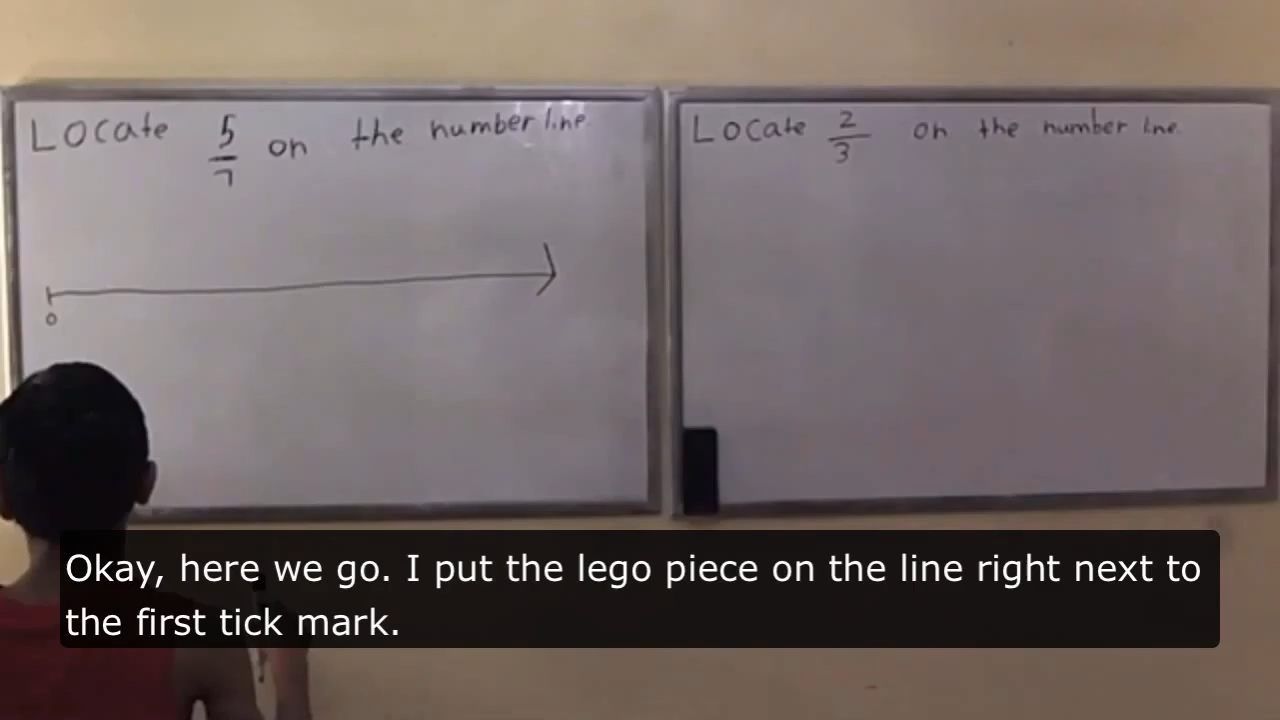 Locate 5/7 on the number line.
0
Locate 2/3 on the number line.
Okay, here we go. I put the lego piece on the line right next to
the first tick mark.